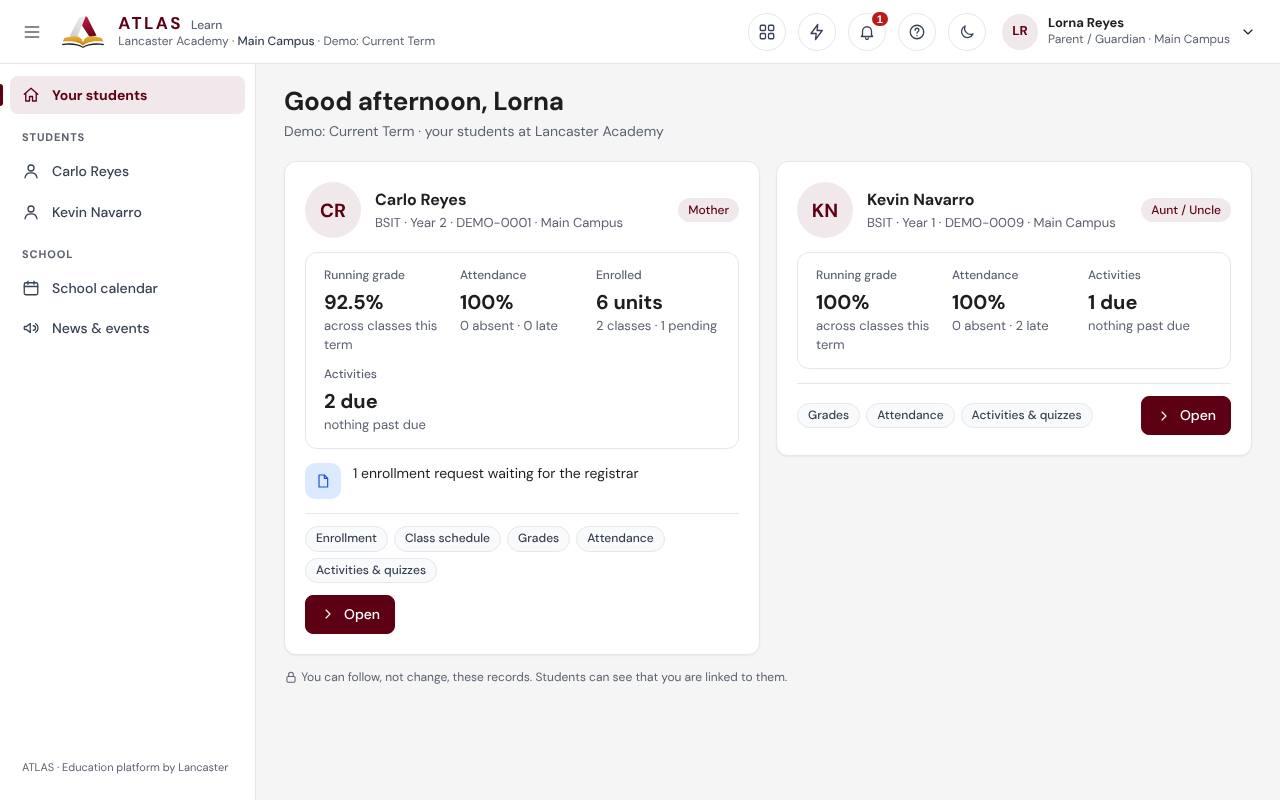 ATLAS Learn
Lancaster Academy · Main Campus · Demo: Current Term
1
LR
Lorna Reyes
Parent / Guardian · Main Campus
Your students
STUDENTS
Carlo Reyes
Kevin Navarro
SCHOOL
School calendar
News & events
ATLAS · Education platform by Lancaster
Good afternoon, Lorna
Demo: Current Term · your students at Lancaster Academy
CR
Carlo Reyes
BSIT · Year 2 · DEMO-0001 · Main Campus
Mother
Running grade
92.5%
across classes this
term
Attendance
100%
0 absent · 0 late
Enrolled
6 units
2 classes · 1 pending
Activities
2 due
nothing past due
1 enrollment request waiting for the registrar
Enrollment Class schedule Grades Attendance
Activities & quizzes
Open
KN
Kevin Navarro
BSIT · Year 1 · DEMO-0009 · Main Campus
Aunt / Uncle
Running grade
100%
across classes this
term
Attendance
100%
0 absent · 2 late
Activities
1 due
nothing past due
Grades Attendance Activities & quizzes
Open
You can follow, not change, these records. Students can see that you are linked to them.